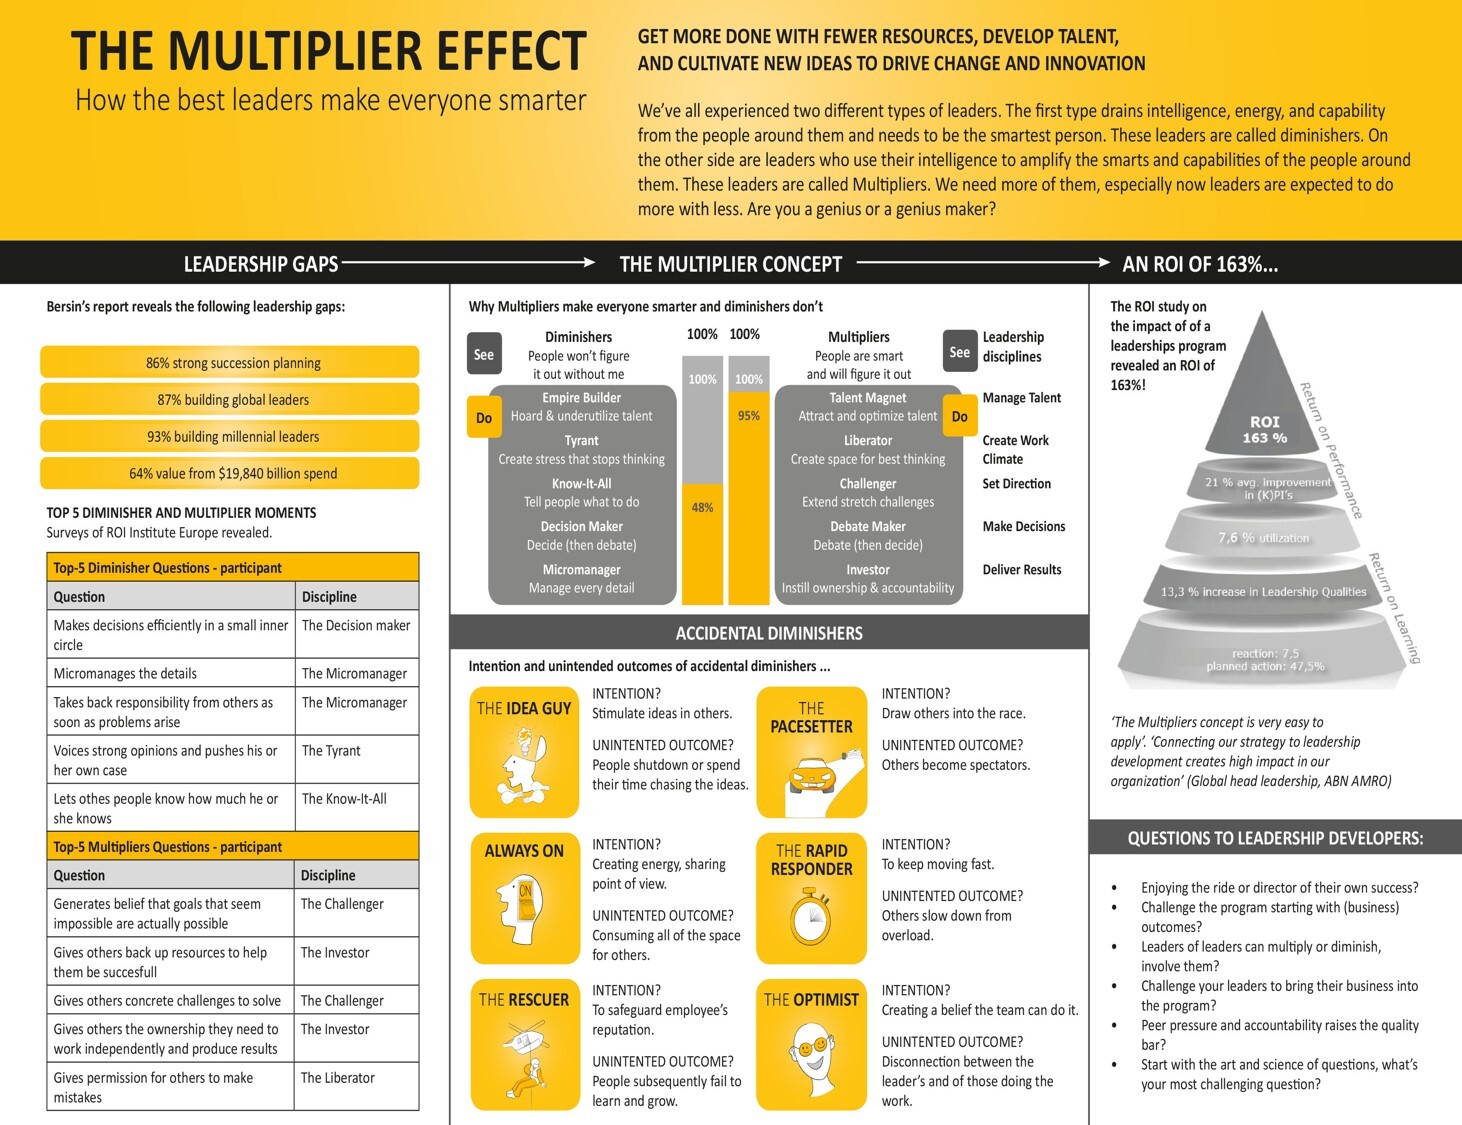 THE MULTIPLIER EFFECT
How the best leaders make everyone smarter
GET MORE DONE WITH FEWER RESOURCES, DEVELOP TALENT,
AND CULTIVATE NEW IDEAS TO DRIVE CHANGE AND INNOVATION
We've all experienced two different types of leaders. The first type drains intelligence, energy, and capability
from the people around them and needs to be the smartest person. These leaders are called diminishers. On
the other side are leaders who use their intelligence to amplify the smarts and capabilities of the people around
them. These leaders are called Multipliers. We need more of them, especially now leaders are expected to do
more with less. Are you a genius or a genius maker?
LEADERSHIP GAPS
THE MULTIPLIER CONCEPT
AN ROI OF 163%...
Bersin's report reveals the following leadership gaps:
86% strong succession planning
87% building global leaders
93% building millennial leaders
64% value from $19,840 billion spend
TOP 5 DIMINISHER AND MULTIPLIER MOMENTS
Surveys of ROI Institute Europe revealed.
Top-5 Diminisher Questions - participant
Question Discipline
Makes decisions efficiently in a small inner The Decision maker
circle
Micromanages the details The Micromanager
Takes back responsibility from others as The Micromanager
soon as problems arise
Voices strong opinions and pushes his or The Tyrant
her own case
Lets othes people know how much he or The Know-It-All
she knows
Top-5 Multipliers Questions - participant
Question Discipline
Generates belief that goals that seem The Challenger
impossible are actually possible
Gives others back up resources to help The Investor
them be succesfull
Gives others concrete challenges to solve The Challenger
Gives others the ownership they need to The Investor
work independently and produce results
Gives permission for others to make The Liberator
mistakes
Why Multipliers make everyone smarter and diminishers don't
See
Diminishers
People won't figure
it out without me
Do
Empire Builder
Hoard & underutilize talent
Tyrant
Create stress that stops thinking
Know-It-All
Tell people what to do
Decision Maker
Decide (then debate)
Micromanager
Manage every detail
100% 100%
100% 100%
95%
48%
Multipliers
People are smart
and will figure it out
Talent Magnet
Attract and optimize talent
Liberator
Create space for best thinking
Challenger
Extend stretch challenges
Debate Maker
Debate (then decide)
Investor
Instill ownership & accountability
See
Do
Leadership
disciplines
Manage Talent
Create Work
Climate
Set Direction
Make Decisions
Deliver Results
ACCIDENTAL DIMINISHERS
Intention and unintended outcomes of accidental diminishers ...
THE IDEA GUY
INTENTION?
Stimulate ideas in others.
UNINTENTED OUTCOME?
People shutdown or spend
their time chasing the ideas.
THE
PACESETTER
INTENTION?
Draw others into the race.
UNINTENTED OUTCOME?
Others become spectators.
ALWAYS ON
ON
INTENTION?
Creating energy, sharing
point of view.
UNINTENTED OUTCOME?
Consuming all of the space
for others.
THE RAPID
RESPONDER
INTENTION?
To keep moving fast.
UNINTENTED OUTCOME?
Others slow down from
overload.
THE RESCUER
INTENTION?
To safeguard employee's
reputation.
UNINTENTED OUTCOME?
People subsequently fail to
learn and grow.
THE OPTIMIST
INTENTION?
Creating a belief the team can do it.
UNINTENTED OUTCOME?
Disconnection between the
leader's and of those doing the
work.
The ROI study on
the impact of of a
leaderships program
revealed an ROI of
163%!
ROI
163 %
21 % avg. improvement
in (K)PI's
7,6 % utilization
13,3 % increase in Leadership Qualities
reaction: 7,5
planned action: 47,5%
Return on Performance
Return on Learning
'The Multipliers concept is very easy to
apply'. 'Connecting our strategy to leadership
development creates high impact in our
organization' (Global head leadership, ABN AMRO)
QUESTIONS TO LEADERSHIP DEVELOPERS:
• Enjoying the ride or director of their own success?
• Challenge the program starting with (business)
outcomes?
• Leaders of leaders can multiply or diminish,
involve them?
• Challenge your leaders to bring their business into
the program?
• Peer pressure and accountability raises the quality
bar?
• Start with the art and science of questions, what's
your most challenging question?